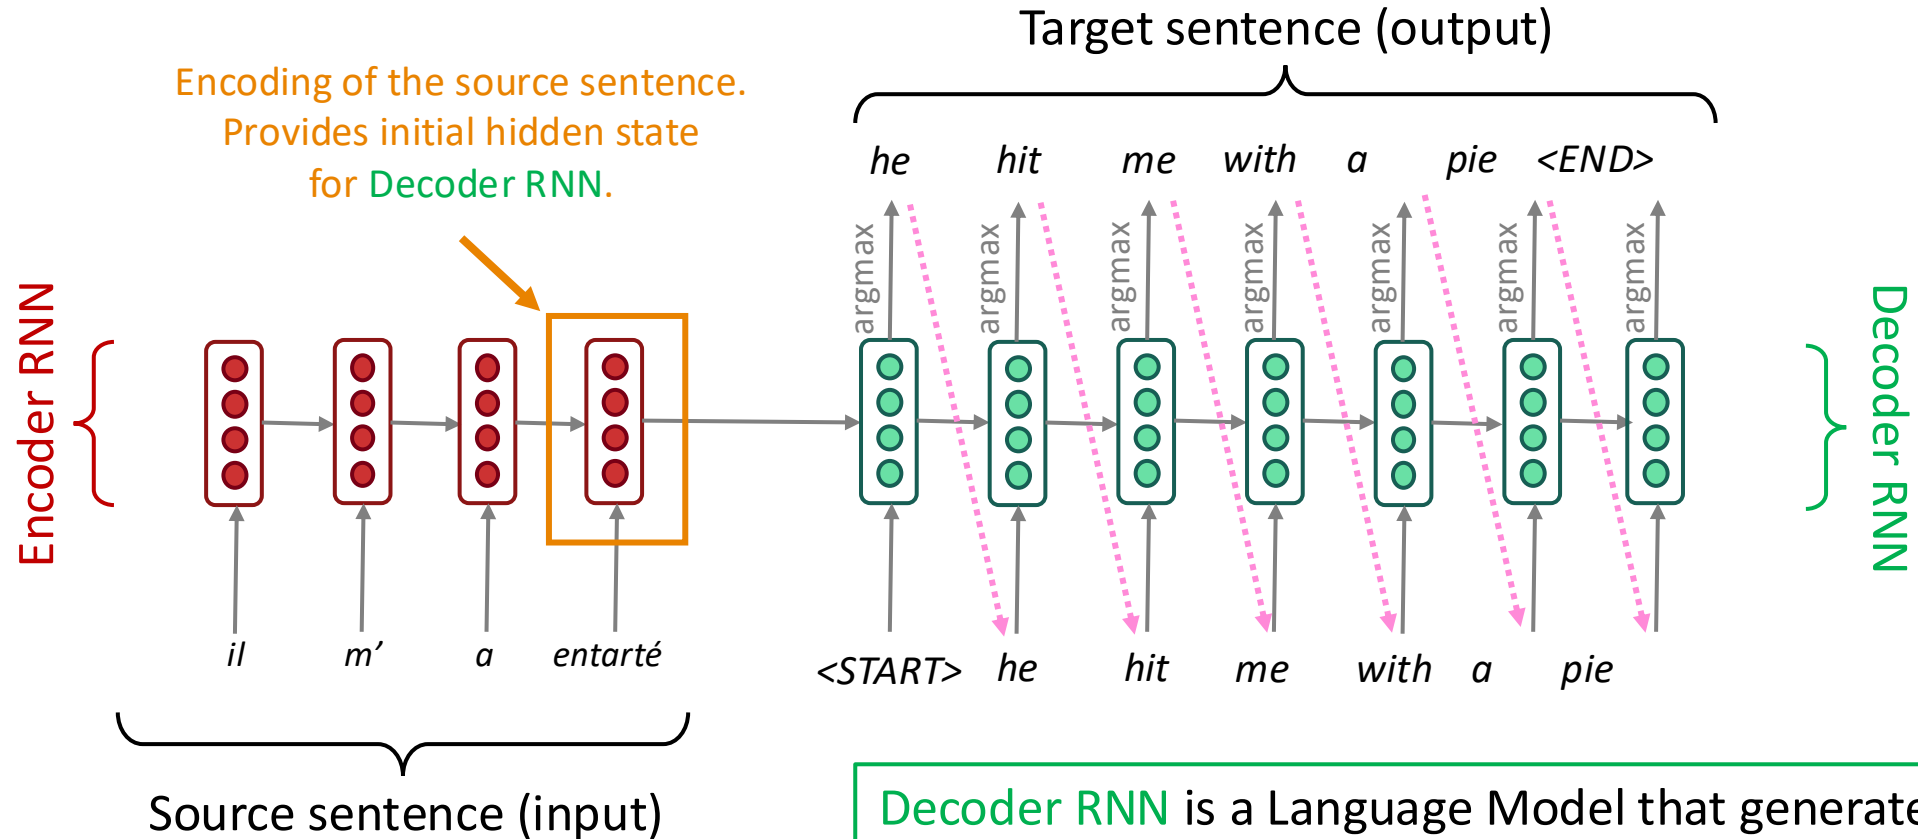 Target sentence (output)
Encoding of the source sentence.
Provides initial hidden state
for Decoder RNN.
he hit me with a pie <END>
argmax argmax argmax argmax argmax argmax argmax
Encoder RNN
Decoder RNN
il m’ a entarté
<START> he hit me with a pie
Source sentence (input)
Decoder RNN is a Language Model that generate